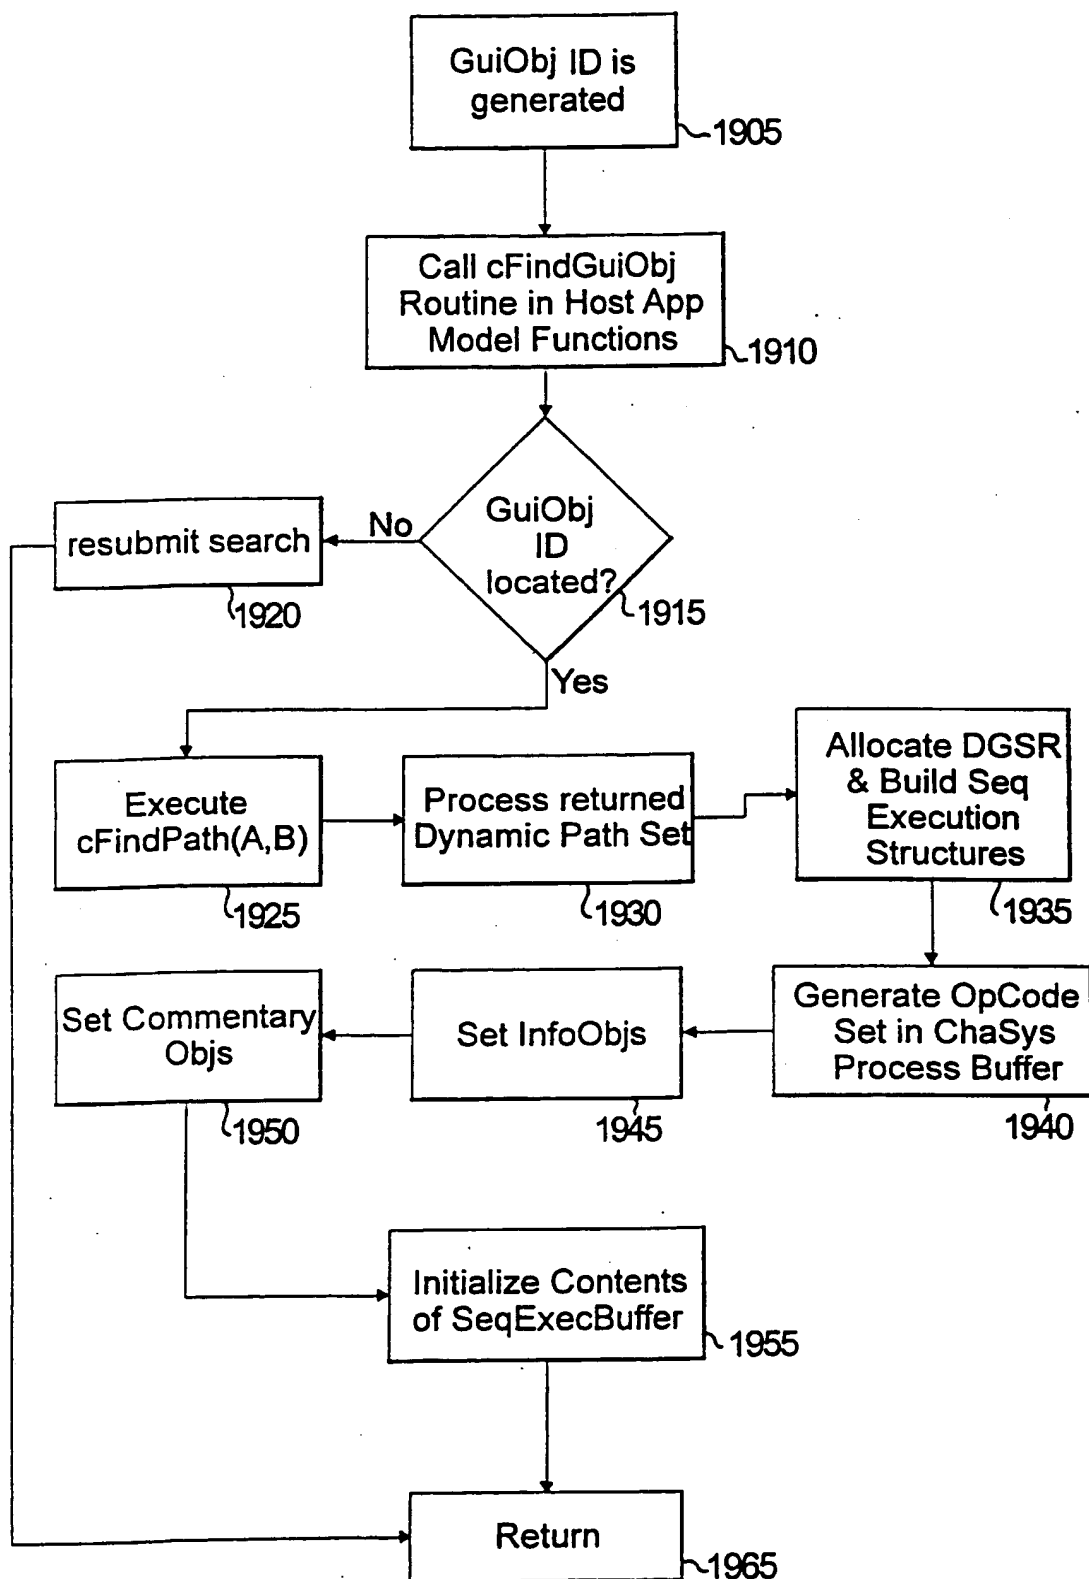 GuiObj ID is
generated
1905
Call cFindGuiObj
Routine in Host App
Model Functions
1910
GuiObj
ID
located?
1915
No
resubmit search
1920
Yes
Execute
cFindPath(A,B)
1925
Process returned
Dynamic Path Set
1930
Allocate DGSR
& Build Seq
Execution
Structures
1935
Generate OpCode
Set in ChaSys
Process Buffer
1940
Set InfoObjs
1945
Set Commentary
Objs
1950
Initialize Contents
of SeqExecBuffer
1955
Return
1965